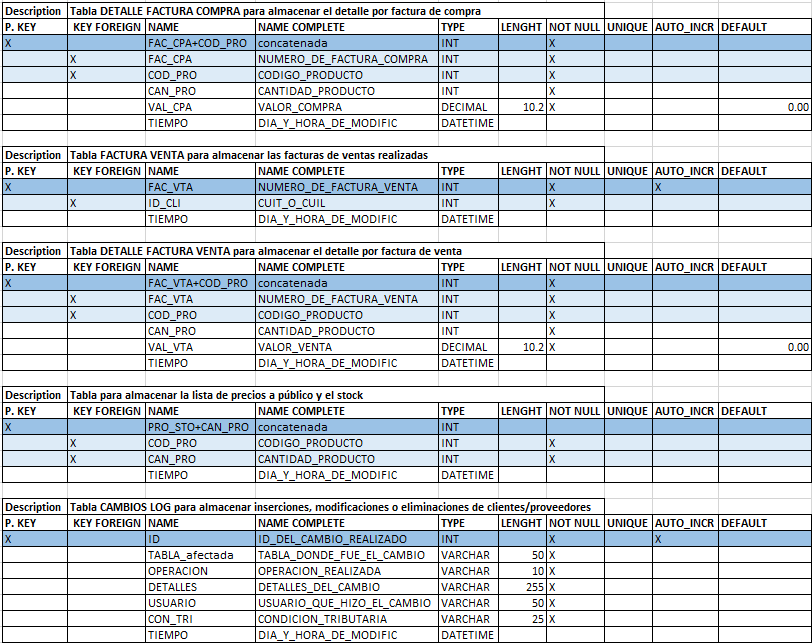 Description Tabla DETALLE FACTURA COMPRA para almacenar el detalle por factura de compra
P. KEY KEY FOREIGN NAME NAME COMPLETE TYPE LENGHT NOT NULL UNIQUE AUTO_INCR DEFAULT
X FAC_CPA+COD_PRO concatenada INT X
X FAC_CPA NUMERO_DE_FACTURA_COMPRA INT X
X COD_PRO CODIGO_PRODUCTO INT X
CAN_PRO CANTIDAD_PRODUCTO INT X
VAL_CPA VALOR_COMPRA DECIMAL 10.2 X 0.00
TIEMPO DIA_Y_HORA_DE_MODIFIC DATETIME
Description Tabla FACTURA VENTA para almacenar las facturas de ventas realizadas
P. KEY KEY FOREIGN NAME NAME COMPLETE TYPE LENGHT NOT NULL UNIQUE AUTO_INCR DEFAULT
X FAC_VTA NUMERO_DE_FACTURA_VENTA INT X X
X ID_CLI CUIT_O_CUIL INT X
TIEMPO DIA_Y_HORA_DE_MODIFIC DATETIME
Description Tabla DETALLE FACTURA VENTA para almacenar el detalle por factura de venta
P. KEY KEY FOREIGN NAME NAME COMPLETE TYPE LENGHT NOT NULL UNIQUE AUTO_INCR DEFAULT
X FAC_VTA+COD_PRO concatenada INT X
X FAC_VTA NUMERO_DE_FACTURA_VENTA INT X
X COD_PRO CODIGO_PRODUCTO INT X
CAN_PRO CANTIDAD_PRODUCTO INT X
VAL_VTA VALOR_VENTA DECIMAL 10.2 X 0.00
TIEMPO DIA_Y_HORA_DE_MODIFIC DATETIME
Description Tabla para almacenar la lista de precios a público y el stock
P. KEY KEY FOREIGN NAME NAME COMPLETE TYPE LENGHT NOT NULL UNIQUE AUTO_INCR DEFAULT
X PRO_STO+CAN_PRO concatenada INT
X COD_PRO CODIGO_PRODUCTO INT X
X CAN_PRO CANTIDAD_PRODUCTO INT X
TIEMPO DIA_Y_HORA_DE_MODIFIC DATETIME
Description Tabla CAMBIOS LOG para almacenar inserciones, modificaciones o eliminaciones de clientes/proveedores
P. KEY KEY FOREIGN NAME NAME COMPLETE TYPE LENGHT NOT NULL UNIQUE AUTO_INCR DEFAULT
X ID ID_DEL_CAMBIO_REALIZADO INT X X
TABLA_afectada TABLA_DONDE_FUE_EL_CAMBIO VARCHAR 50 X
OPERACION OPERACION_REALIZADA VARCHAR 10 X
DETALLES DETALLES_DEL_CAMBIO VARCHAR 255 X
USUARIO USUARIO_QUE_HIZO_EL_CAMBIO VARCHAR 50 X
CON_TRI CONDICION_TRIBUTARIA VARCHAR 25 X
TIEMPO DIA_Y_HORA_DE_MODIFIC DATETIME